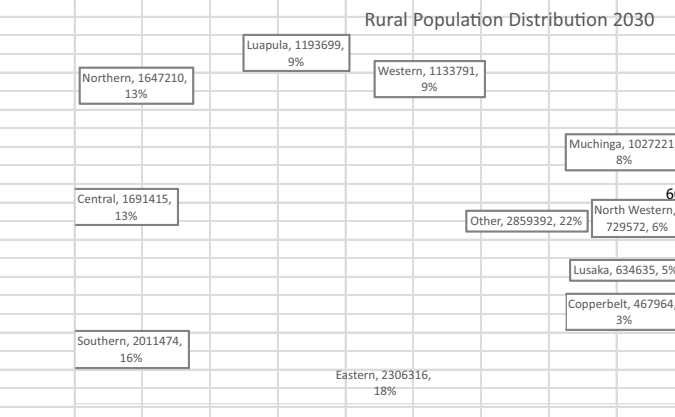 Rural Population Distribution 2030
Luapula, 1193699,
9%
Western, 1133791,
9%
Northern, 1647210,
13%
Muchinga, 1027221,
8%
Central, 1691415,
13%
Other, 2859392, 22%
North Western,
729572, 6%
Lusaka, 634635, 5%
Copperbelt, 467964,
3%
Southern, 2011474,
16%
Eastern, 2306316,
18%